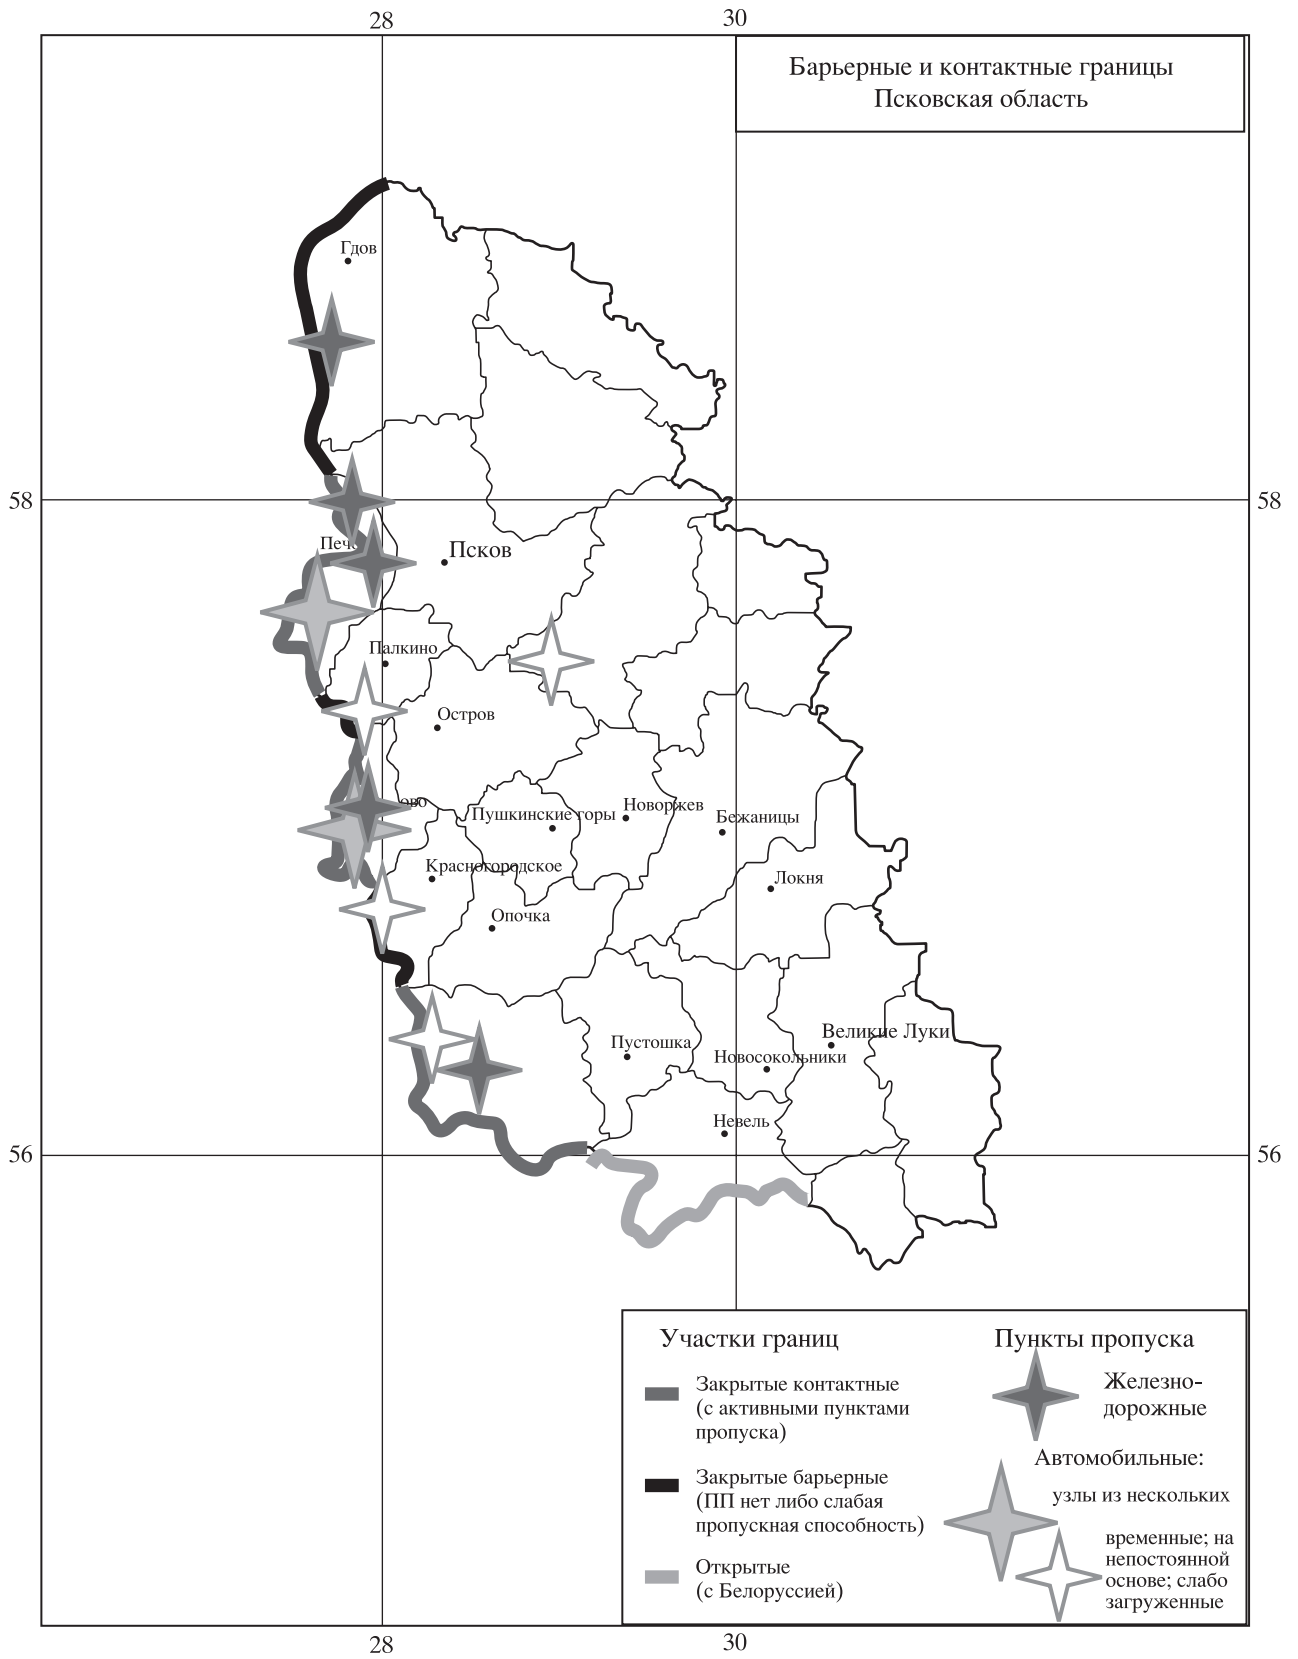 28
30
Барьерные и контактные границы
Псковская область
Гдов
58
58
Печ
Псков
Палкино
Остров
ово
Пушкинские горы
Новоржев
Бежаницы
Красногородское
Локня
Опочка
Пустошка
Великие Луки
Новосокольники
Невель
56
56
Участки границ
Закрытые контактные
(с активными пунктами
пропуска)
Закрытые барьерные
(ПП нет либо слабая
пропускная способность)
Открытые
(с Белоруссией)
Пункты пропуска
Железно-
дорожные
Автомобильные:
узлы из нескольких
временные; на
непостоянной
основе; слабо
загруженные
28
30